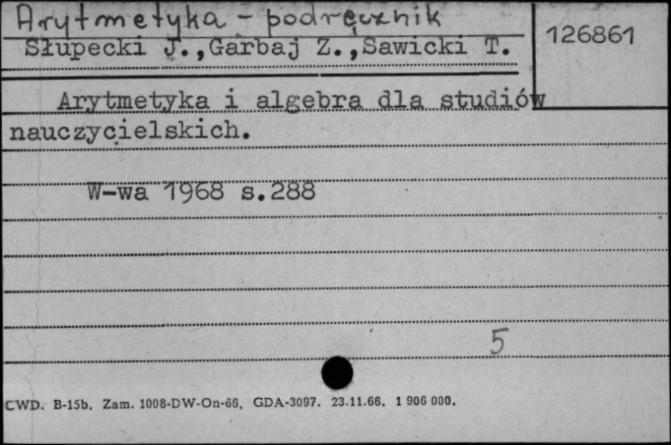 Arytmetyka - podręcznik
Słupecki J.,Garbaj Z.,Sawicki T.
126861
Arytmetyka i algebra dla studiów
nauczycielskich.
W-wa 1968 s.288
5
CWD. B-15b. Zam. 1008-DW-On-66. GDA-3097. 23.11.66. 1 906 000.